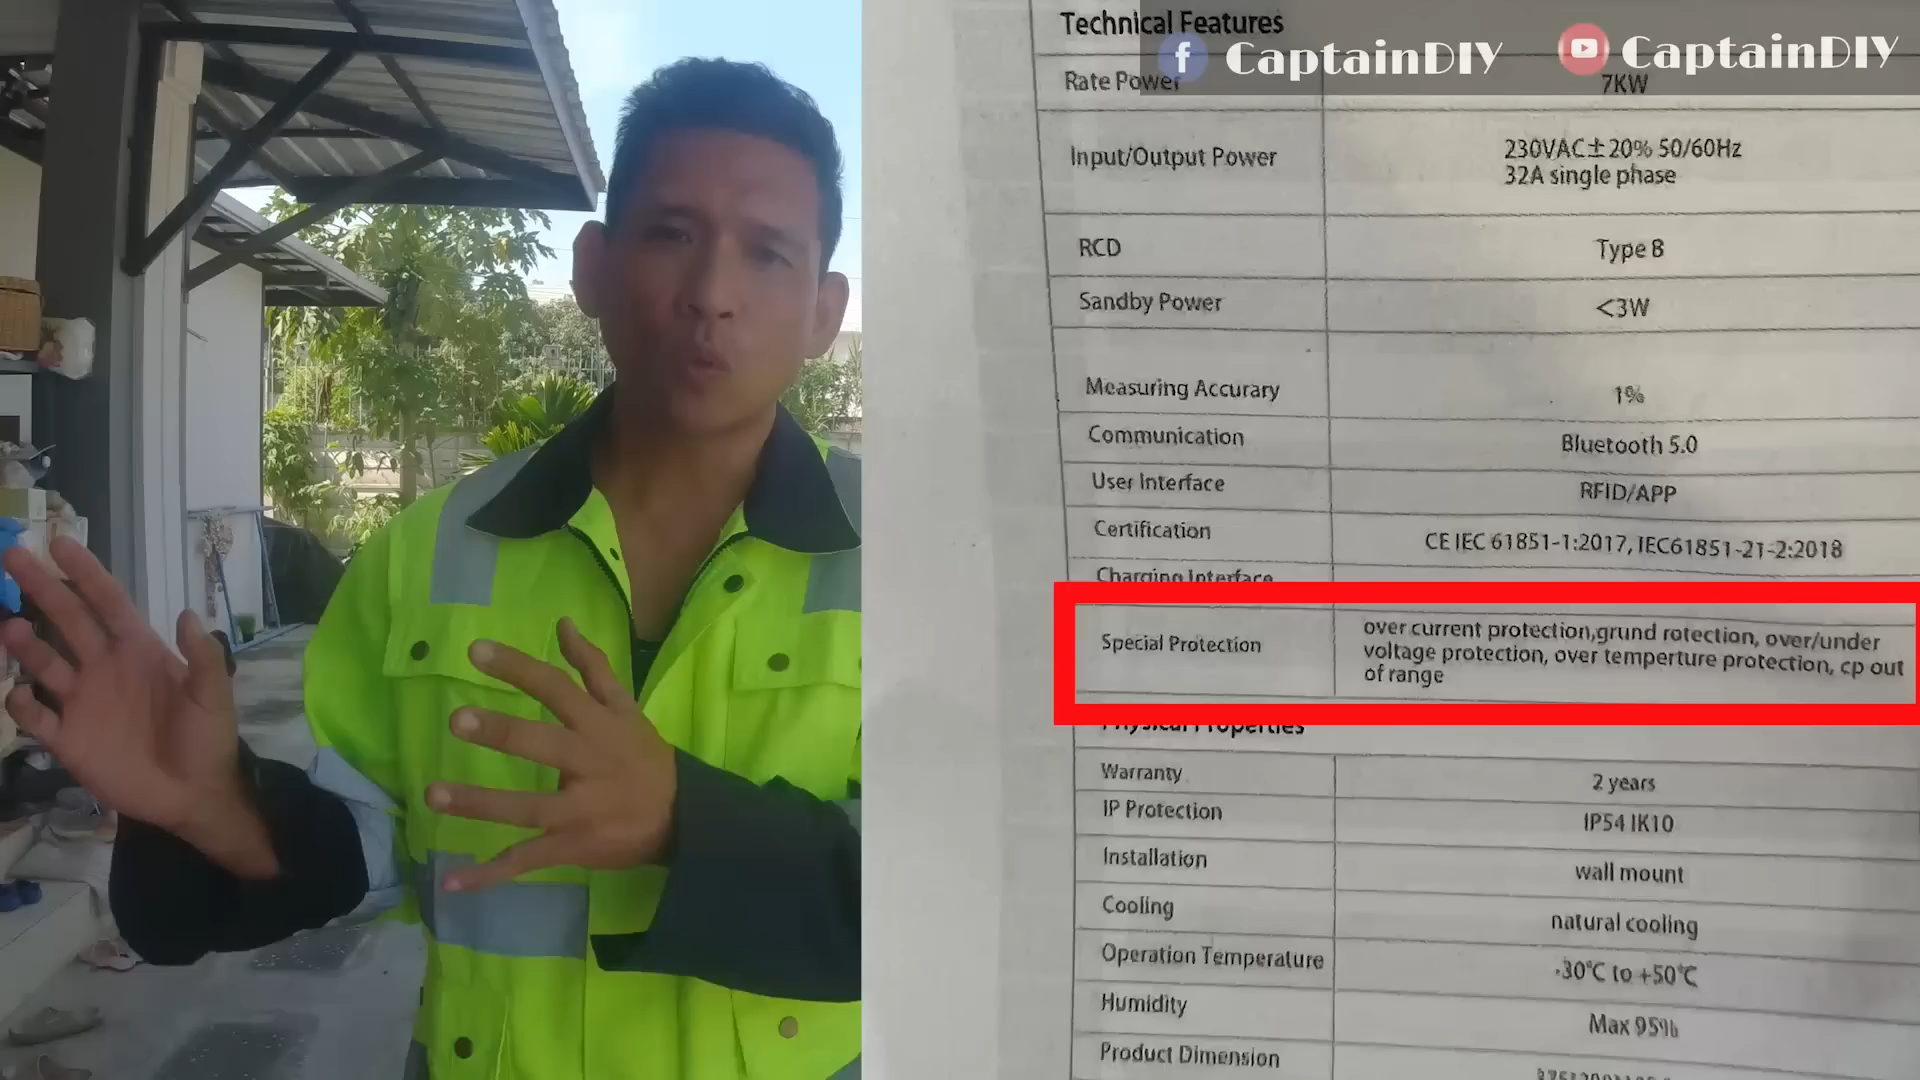 Technical Features
CaptainDIY
CaptainDIY
Rate Power
7KW
Input/Output Power
230VAC±20% 50/60Hz
32A single phase
RCD
Type B
Sandby Power
<3W
Measuring Accurary
1%
Communication
Bluetooth 5.0
User Interface
RFID/APP
Certification
CE IEC 61851-1:2017, IEC61851-21-2:2018
Charging Interface
Special Protection
over current protection,grund rotection, over/under
voltage protection, over temperture protection, cp out
of range
Physical Properties
Warranty
2 years
IP Protection
IP54 IK10
Installation
wall mount
Cooling
natural cooling
Operation Temperature
-30℃ to +50℃
Humidity
Max 95%
Product Dimension